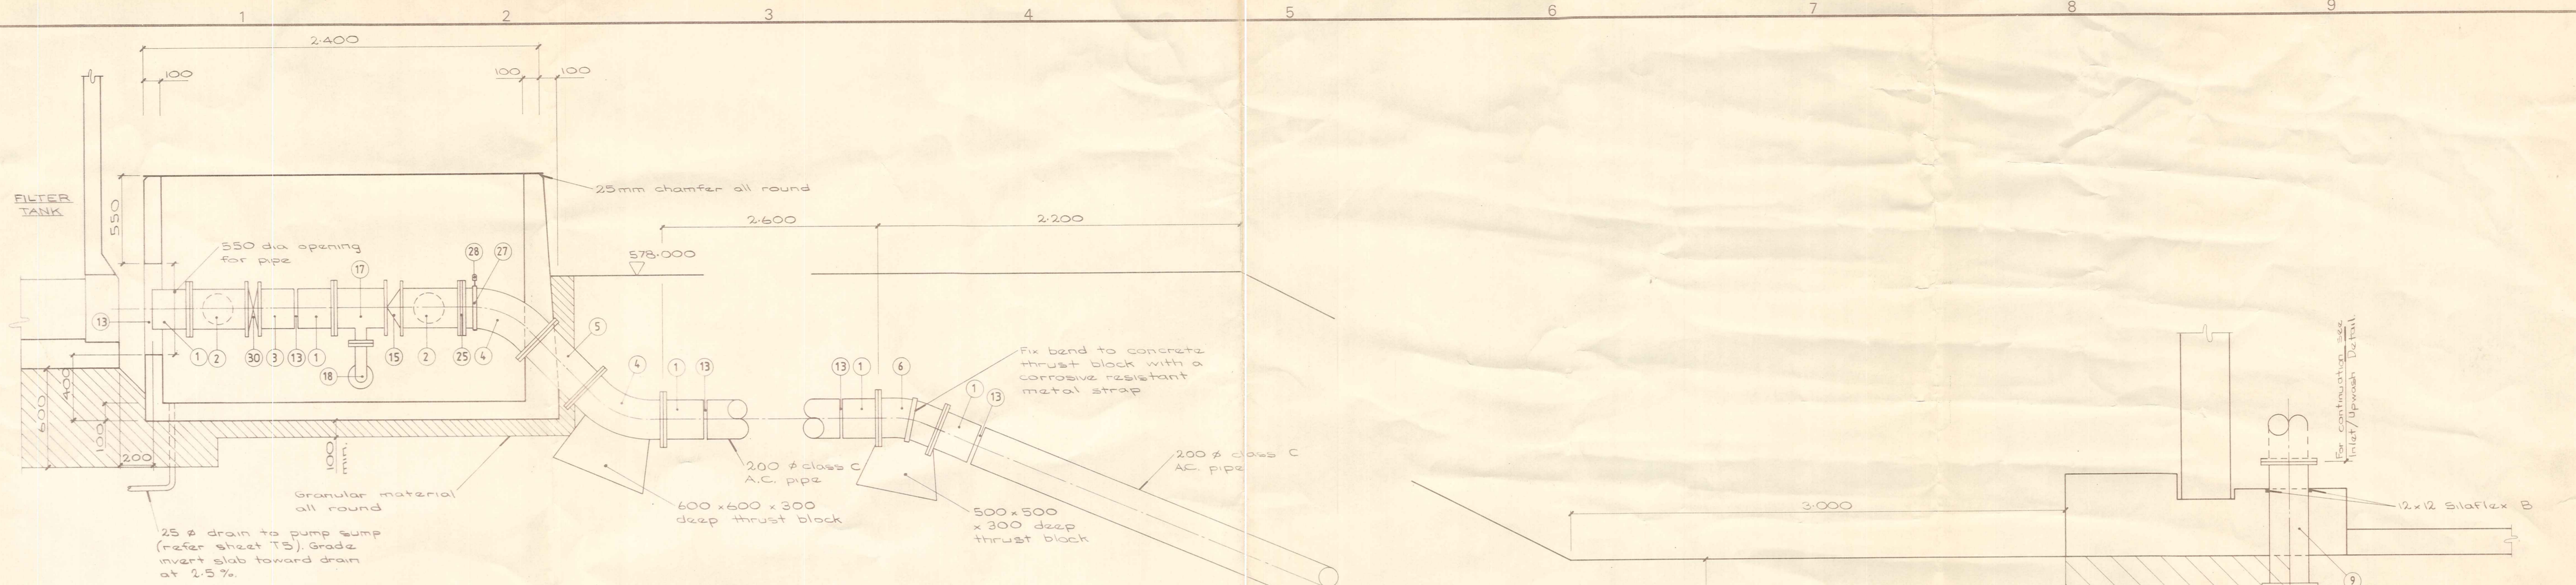 1
2
3
4
5
6
7
8
9
2·400
100
100
100
FILTER
TANK
550
25mm chamfer all round
2·600
2·200
550 dia opening
for pipe
578·000
28
27
17
13
1
2
30
3
13
1
15
2
25
4
18
5
4
1
13
13
1
6
1
13
Fix bend to concrete
thrust block with a
corrosive resistant
metal strap
For continuation see
Inlet/Upwash Detail.
400
600
100
200
100
min.
200 ø class C
A.C. pipe
200 ø class C
A.C. pipe
Granular material
all round
600 x 600 x 300
deep thrust block
500 x 500
x 300 deep
thrust block
3·000
12x12 Silaflex B
25 ø drain to pump sump
(refer sheet T5). Grade
invert slab toward drain
at 2·5%.
9